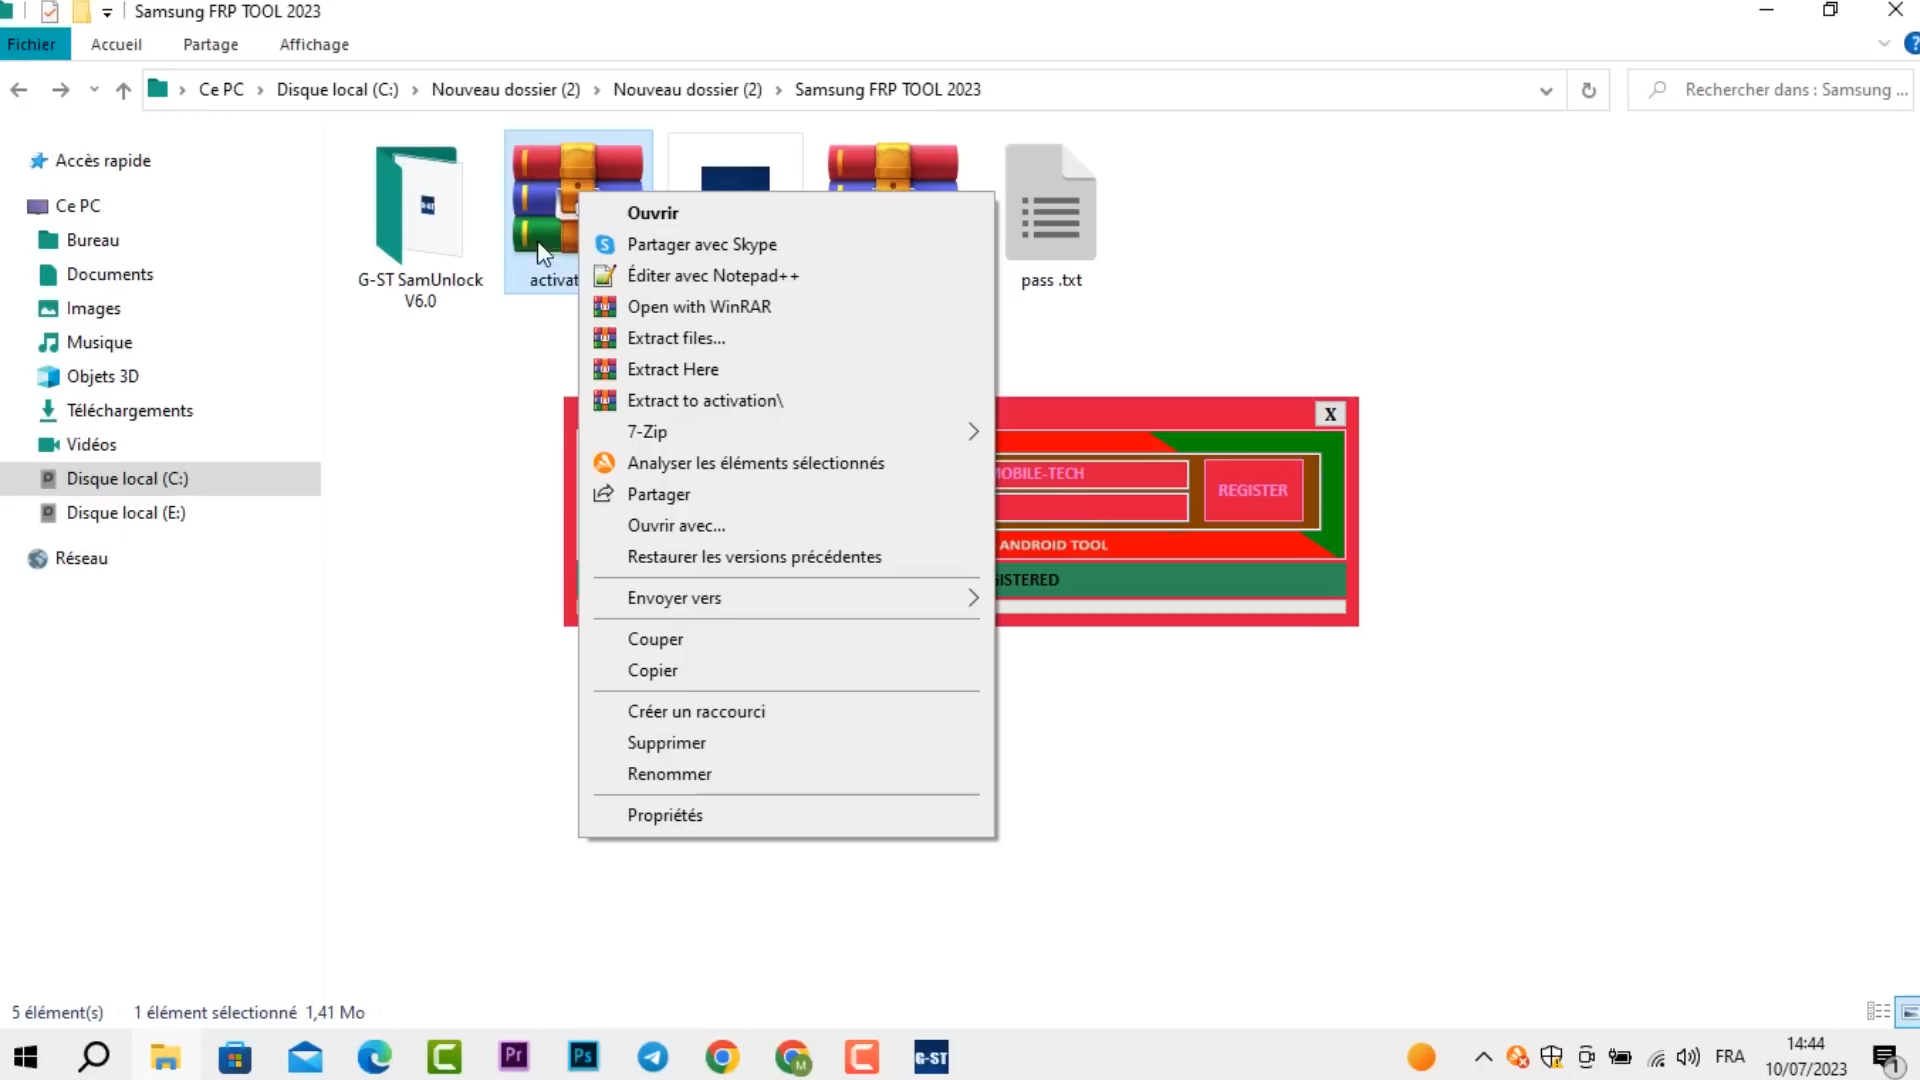 Samsung FRP TOOL 2023
Fichier Accueil Partage Affichage
Ce PC Disque local (C:) Nouveau dossier (2) Nouveau dossier (2) Samsung FRP TOOL 2023
Rechercher dans : Samsung ...
Accès rapide
Ce PC
Bureau
Documents
Images
Musique
Objets 3D
Téléchargements
Vidéos
Disque local (C:)
Disque local (E:)
Réseau
G-ST SamUnlock
V6.0
activat
pass .txt
Ouvrir
Partager avec Skype
Éditer avec Notepad++
Open with WinRAR
Extract files...
Extract Here
Extract to activation\
7-Zip
Analyser les éléments sélectionnés
Partager
Ouvrir avec...
Restaurer les versions précédentes
Envoyer vers
Couper
Copier
Créer un raccourci
Supprimer
Renommer
Propriétés
X
MOBILE-TECH
REGISTER
ANDROID TOOL
GISTERED
5 élément(s) 1 élément sélectionné 1,41 Mo
Pr Ps M G-ST
FRA
14:44
10/07/2023
1